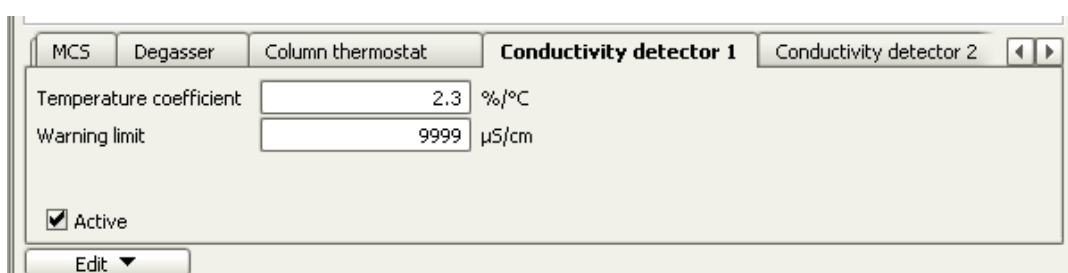 MCS Degasser Column thermostat Conductivity detector 1 Conductivity detector 2
Temperature coefficient 2.3 %/°C
Warning limit 9999 µS/cm
Active
Edit